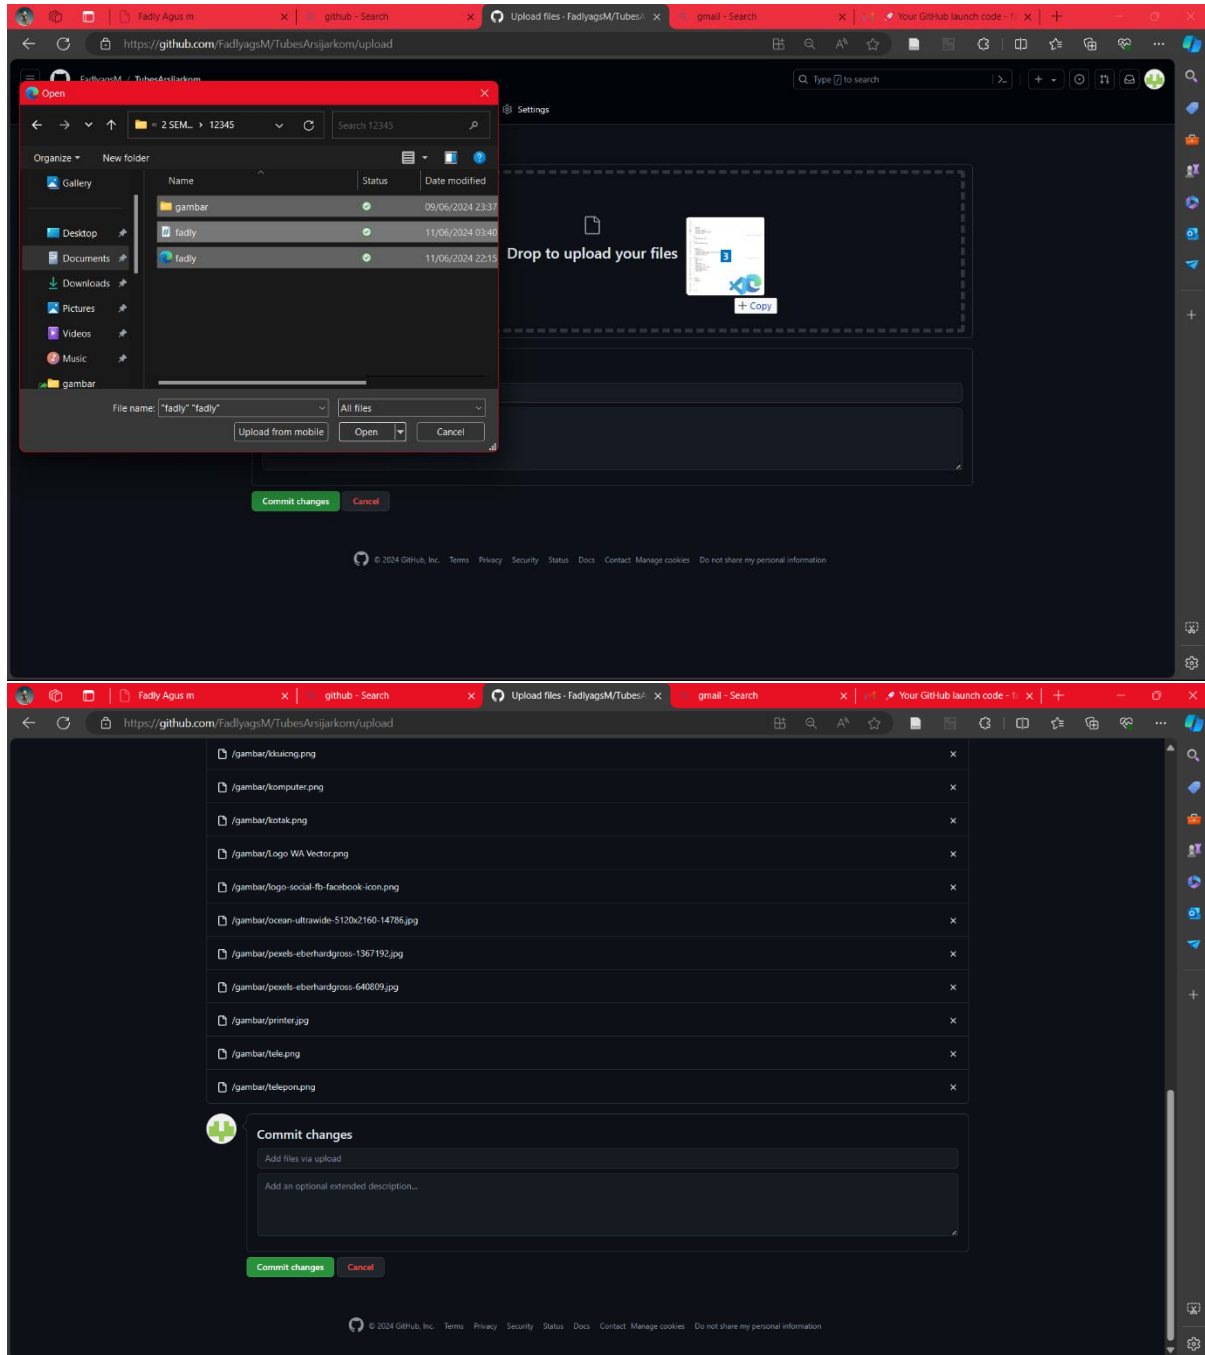 Fadly Agus m
github - Search
Upload files - FadlyagsM/TubesA
gmail - Search
Your GitHub launch code - f
https://github.com/FadlyagsM/TubesArsijarkom/upload
FadlyagsM / TubesArsijarkom
Type / to search
Open
Settings
« 2 SEM... > 12345
Search 12345
Organize
New folder
Gallery
Name
Status
Date modified
gambar
09/06/2024 23:37
Desktop
fadly
11/06/2024 03:40
Documents
fadly
11/06/2024 22:15
Drop to upload your files
3
+ Copy
Downloads
Pictures
Videos
Music
gambar
File name:
"fadly" "fadly"
All files
Upload from mobile
Open
Cancel
Commit changes
Cancel
© 2024 GitHub, Inc. Terms Privacy Security Status Docs Contact Manage cookies Do not share my personal information
Fadly Agus m
github - Search
Upload files - FadlyagsM/TubesA
gmail - Search
Your GitHub launch code - f
https://github.com/FadlyagsM/TubesArsijarkom/upload
/gambar/kkuicng.png
/gambar/komputer.png
/gambar/kotak.png
/gambar/Logo WA Vector.png
/gambar/logo-social-fb-facebook-icon.png
/gambar/ocean-ultrawide-5120x2160-14786.jpg
/gambar/pexels-eberhardgross-1367192.jpg
/gambar/pexels-eberhardgross-640809.jpg
/gambar/printer.jpg
/gambar/tele.png
/gambar/telepon.png
Commit changes
Add files via upload
Add an optional extended description...
Commit changes
Cancel
© 2024 GitHub, Inc. Terms Privacy Security Status Docs Contact Manage cookies Do not share my personal information